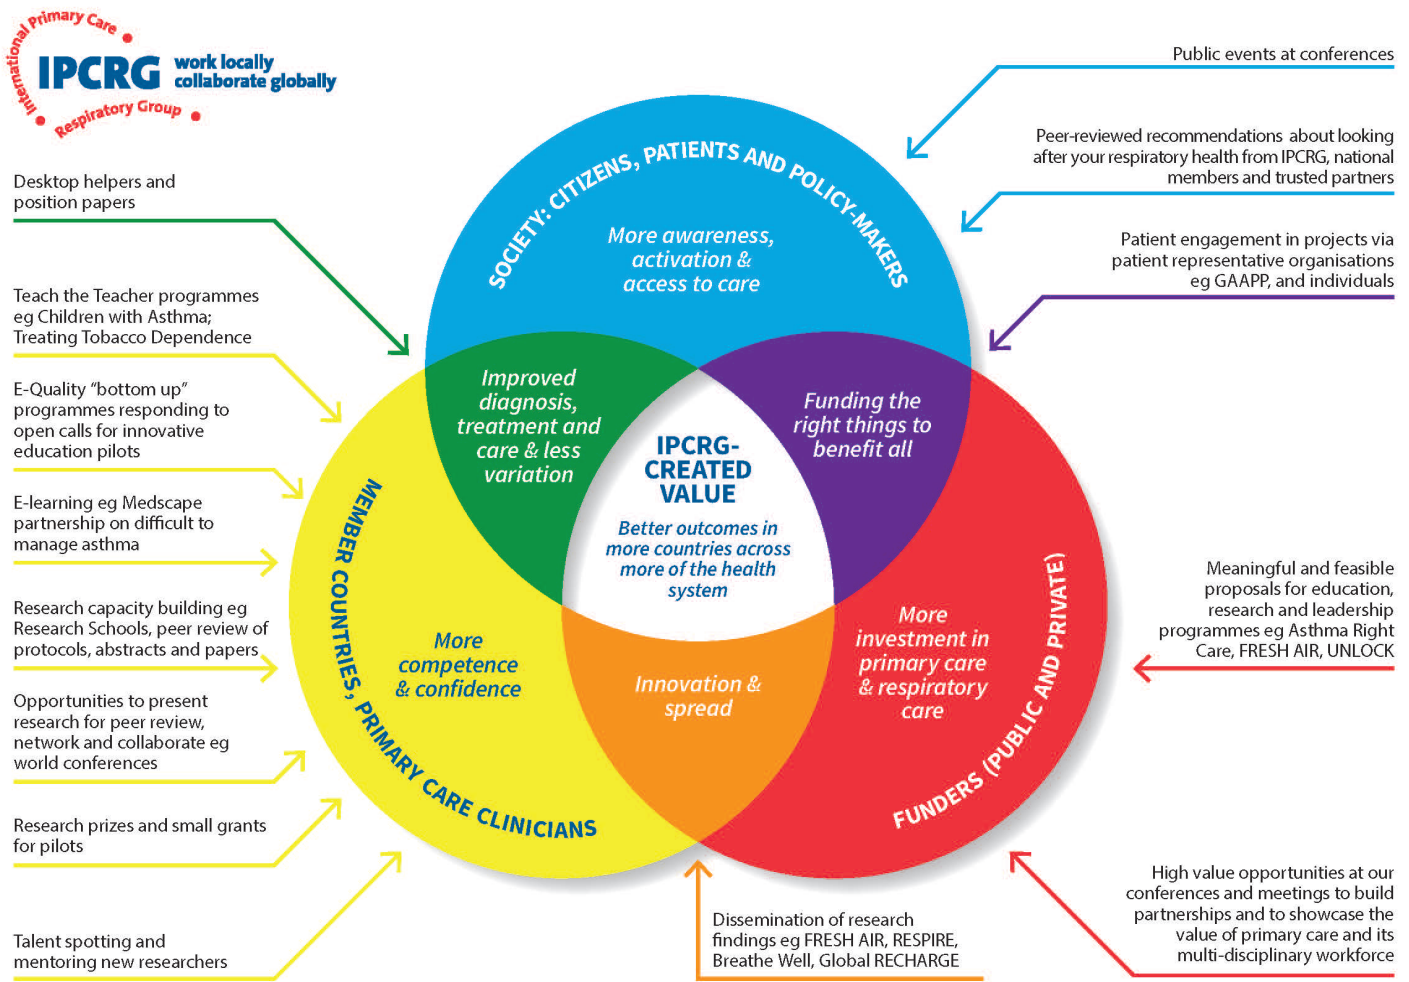 International Primary Care
Respiratory Group
IPCRG
work locally
collaborate globally
Desktop helpers and
position papers
Teach the Teacher programmes
eg Children with Asthma;
Treating Tobacco Dependence
E-Quality “bottom up”
programmes responding to
open calls for innovative
education pilots
E-learning eg Medscape
partnership on difficult to
manage asthma
Research capacity building eg
Research Schools, peer review of
protocols, abstracts and papers
Opportunities to present
research for peer review,
network and collaborate eg
world conferences
Research prizes and small grants
for pilots
Talent spotting and
mentoring new researchers
SOCIETY: CITIZENS, PATIENTS AND POLICY-MAKERS
More awareness,
activation &
access to care
Improved
diagnosis,
treatment and
care & less
variation
Funding the
right things to
benefit all
IPCRG-
CREATED
VALUE
Better outcomes in
more countries across
more of the health
system
MEMBER COUNTRIES, PRIMARY CARE CLINICIANS
More
competence
& confidence
Innovation &
spread
More
investment in
primary care
& respiratory
care
FUNDERS (PUBLIC AND PRIVATE)
Public events at conferences
Peer-reviewed recommendations about looking
after your respiratory health from IPCRG, national
members and trusted partners
Patient engagement in projects via
patient representative organisations
eg GAAPP, and individuals
Meaningful and feasible
proposals for education,
research and leadership
programmes eg Asthma Right
Care, FRESH AIR, UNLOCK
High value opportunities at our
conferences and meetings to build
partnerships and to showcase the
value of primary care and its
multi-disciplinary workforce
Dissemination of research
findings eg FRESH AIR, RESPIRE,
Breathe Well, Global RECHARGE